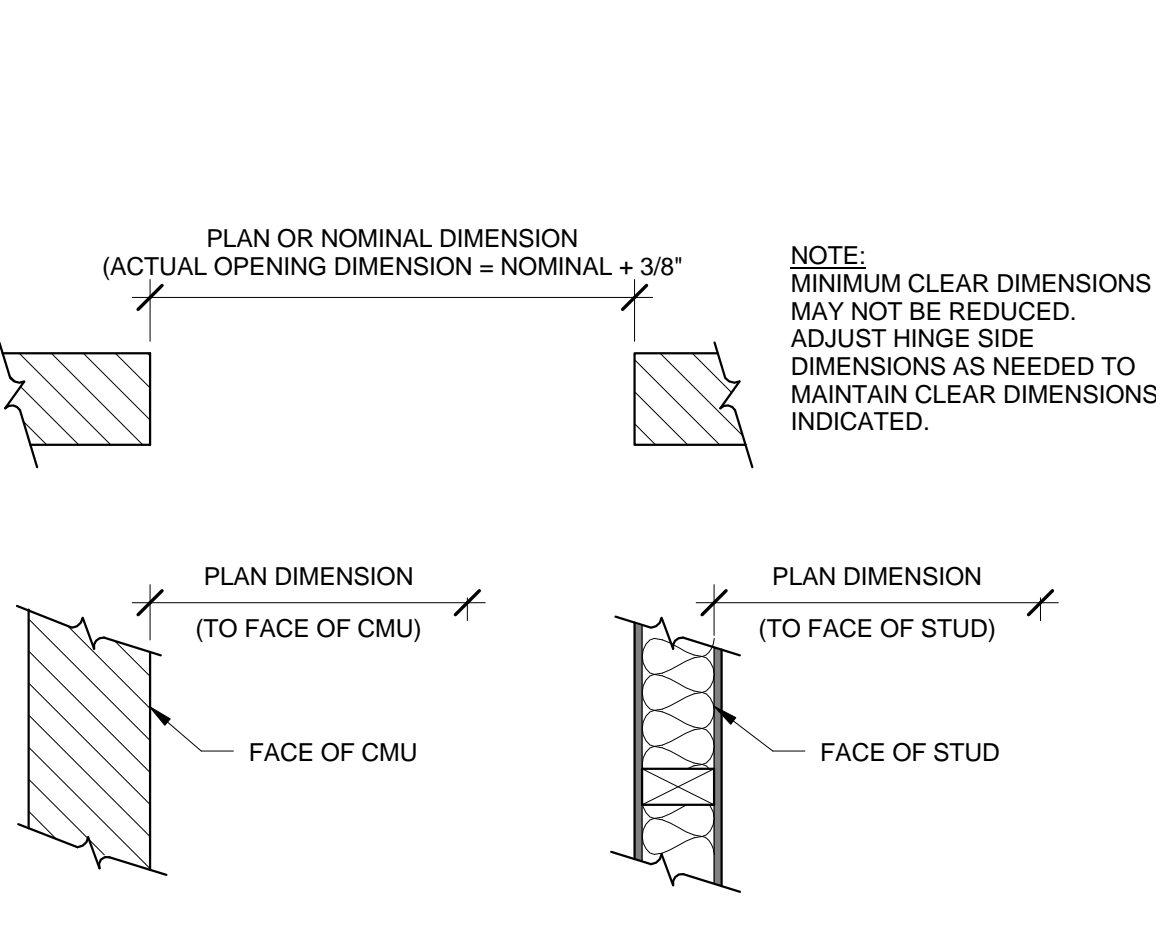 PLAN OR NOMINAL DIMENSION
(ACTUAL OPENING DIMENSION = NOMINAL + 3/8"
NOTE:
MINIMUM CLEAR DIMENSIONS
MAY NOT BE REDUCED.
ADJUST HINGE SIDE
DIMENSIONS AS NEEDED TO
MAINTAIN CLEAR DIMENSIONS
INDICATED.
PLAN DIMENSION
(TO FACE OF CMU)
FACE OF CMU
PLAN DIMENSION
(TO FACE OF STUD)
FACE OF STUD